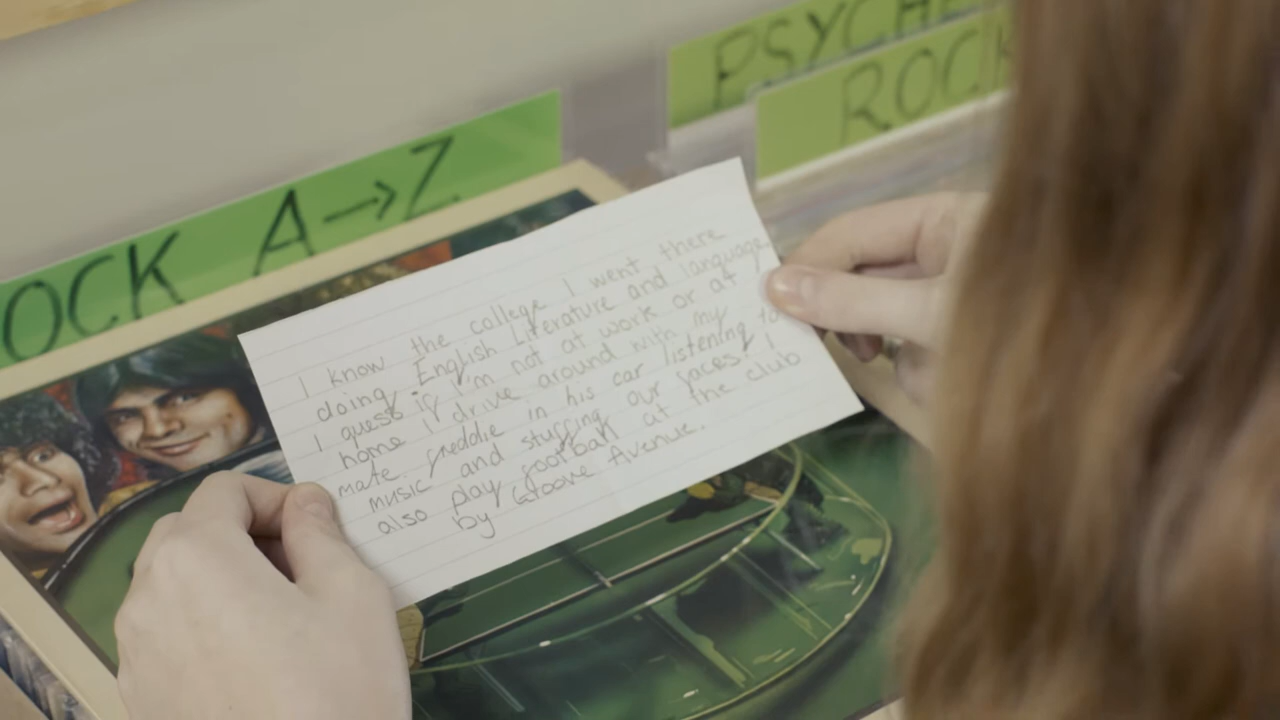 PSYCHE
ROCK
OCK A→Z
I know the college I went there
doing English Literature and language.
I guess if I'm not at work or at
home I drive around with my
mate freddie in his car listening to
music and stuffing our faces. I
also play football at the club
by Groove Avenue.